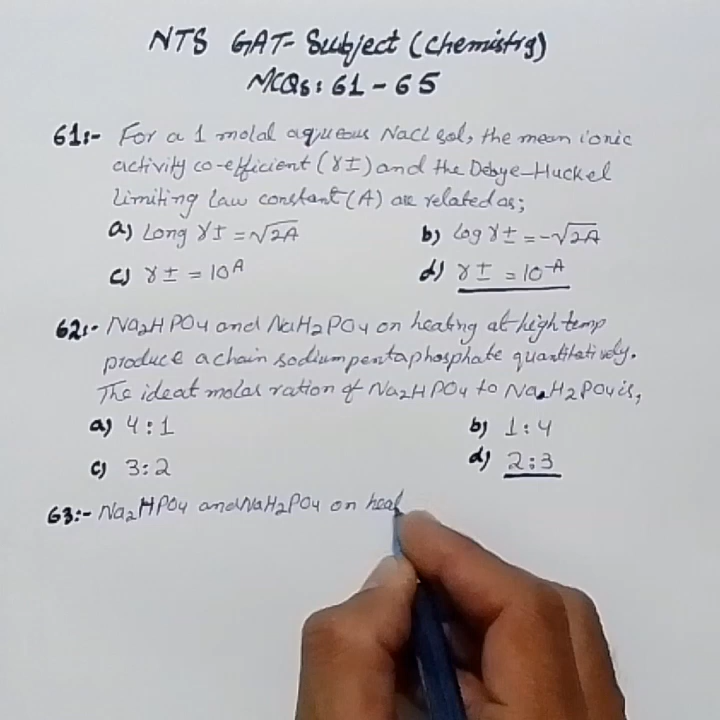 NTS GAT- Subject (Chemistry)
MCQs: 61 - 65
61:- For a 1 molal aqueous NaCl sol, the mean ionic
activity co-efficient (γ±) and the Debye-Huckel
Limiting Law constant (A) are related as;
a) Long γ± = √2A b) Log γ± = -√2A
c) γ± = 10^A d) γ± = 10^-A
62:- Na2HPO4 and NaH2PO4 on heating at high temp
produce a chain sodium pentaphosphate quantitatively.
The ideat molar ration of Na2HPO4 to NaH2PO4 is,
a) 4:1 b) 1:4
c) 3:2 d) 2:3
63:- Na2HPO4 and NaH2PO4 on heat